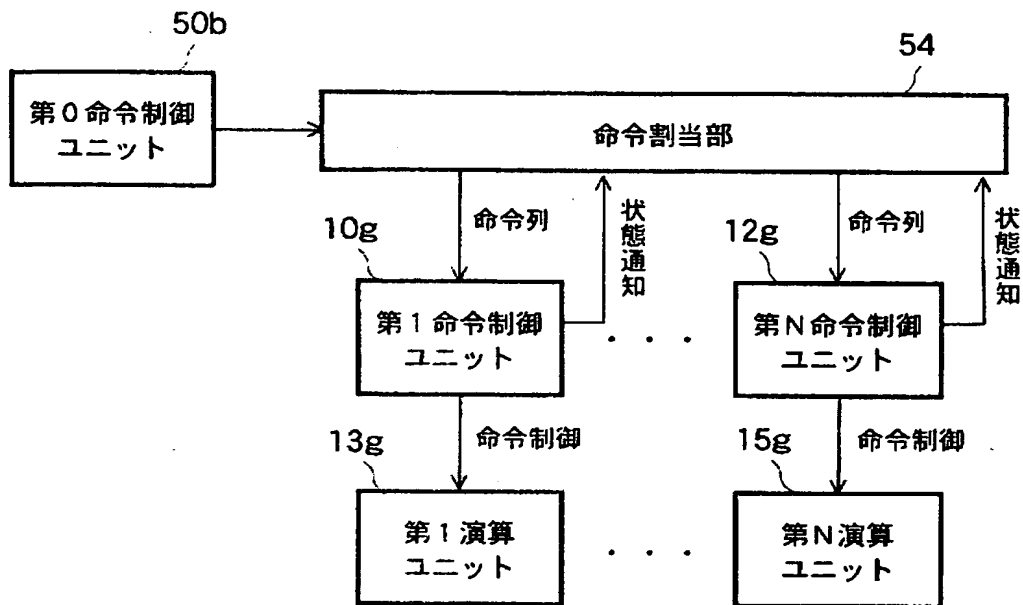 50b
第0命令制御
ユニット
54
命令割当部
10g
命令列
状態通知
12g
命令列
状態通知
第1命令制御
ユニット
・・・
第N命令制御
ユニット
13g
命令制御
15g
命令制御
第1演算
ユニット
・・・
第N演算
ユニット